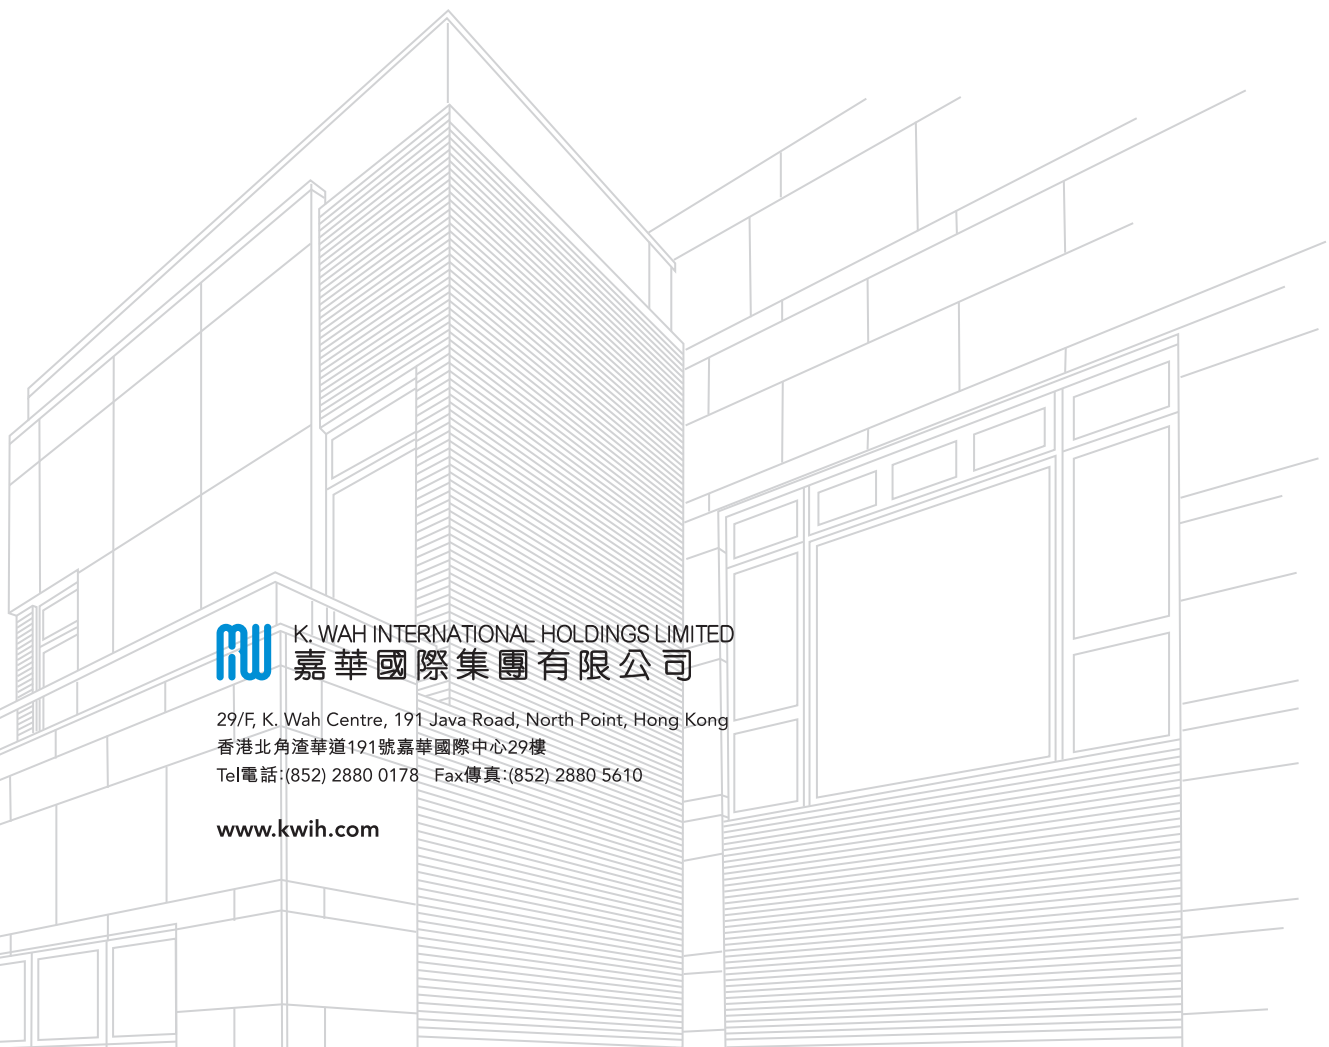 K. WAH INTERNATIONAL HOLDINGS LIMITED
嘉華國際集團有限公司
29/F, K. Wah Centre, 191 Java Road, North Point, Hong Kong
香港北角渣華道191號嘉華國際中心29樓
Tel電話:(852) 2880 0178 Fax傳真:(852) 2880 5610
www.kwih.com